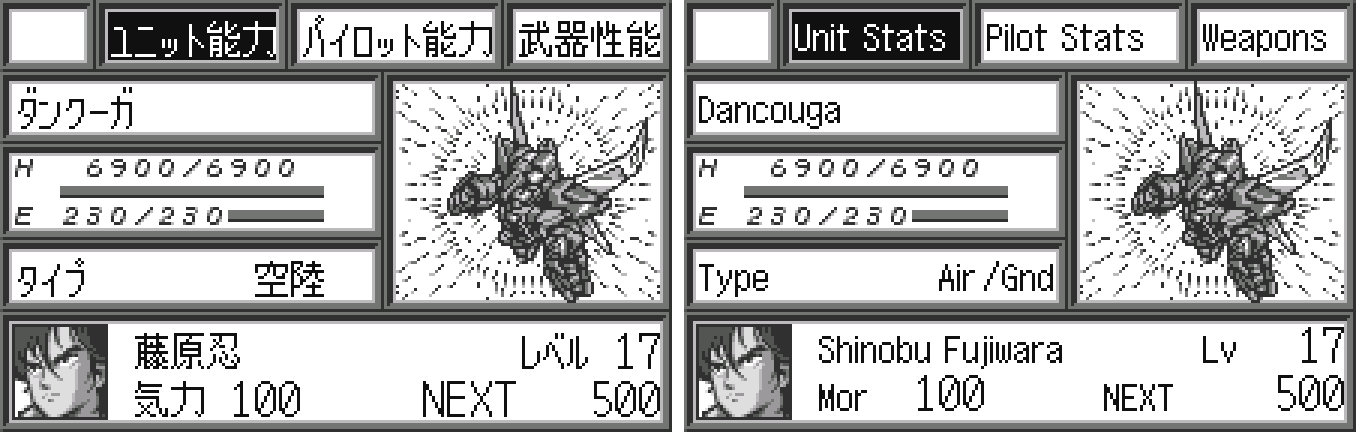 ユニット能力 パイロット能力 武器性能
ダンクーガ
H 6900/6900
E 230/230
タイプ 空陸
藤原忍 レベル 17
気力 100 NEXT 500
Unit Stats Pilot Stats Weapons
Dancouga
H 6900/6900
E 230/230
Type Air/Gnd
Shinobu Fujiwara Lv 17
Mor 100 NEXT 500